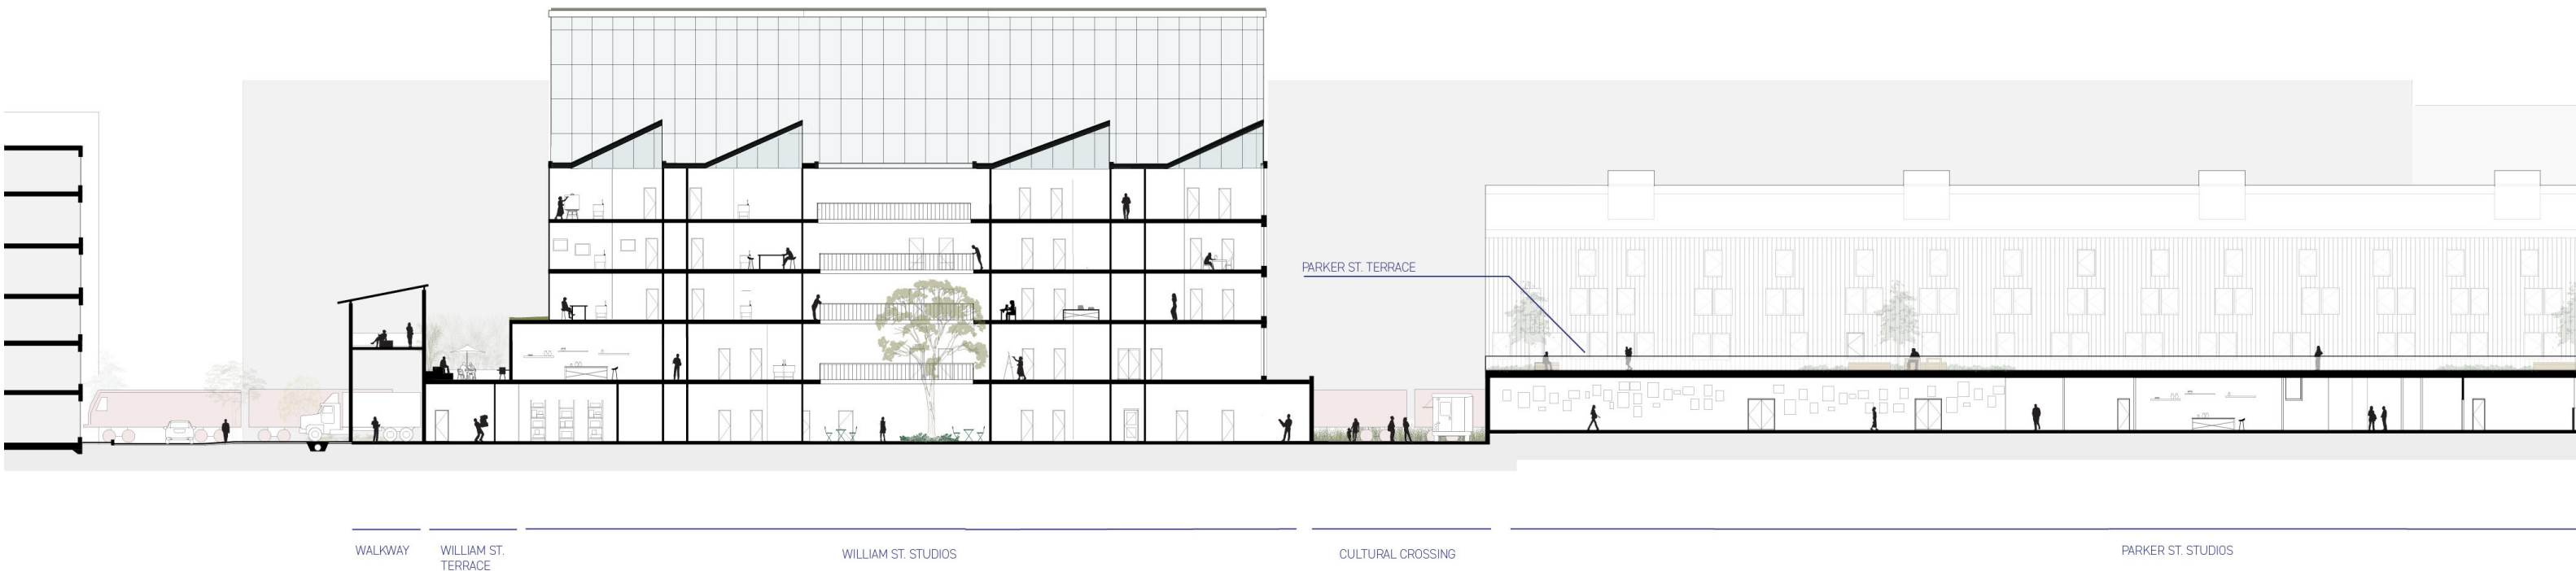 PARKER ST. TERRACE
WALKWAY
WILLIAM ST.
TERRACE
WILLIAM ST. STUDIOS
CULTURAL CROSSING
PARKER ST. STUDIOS